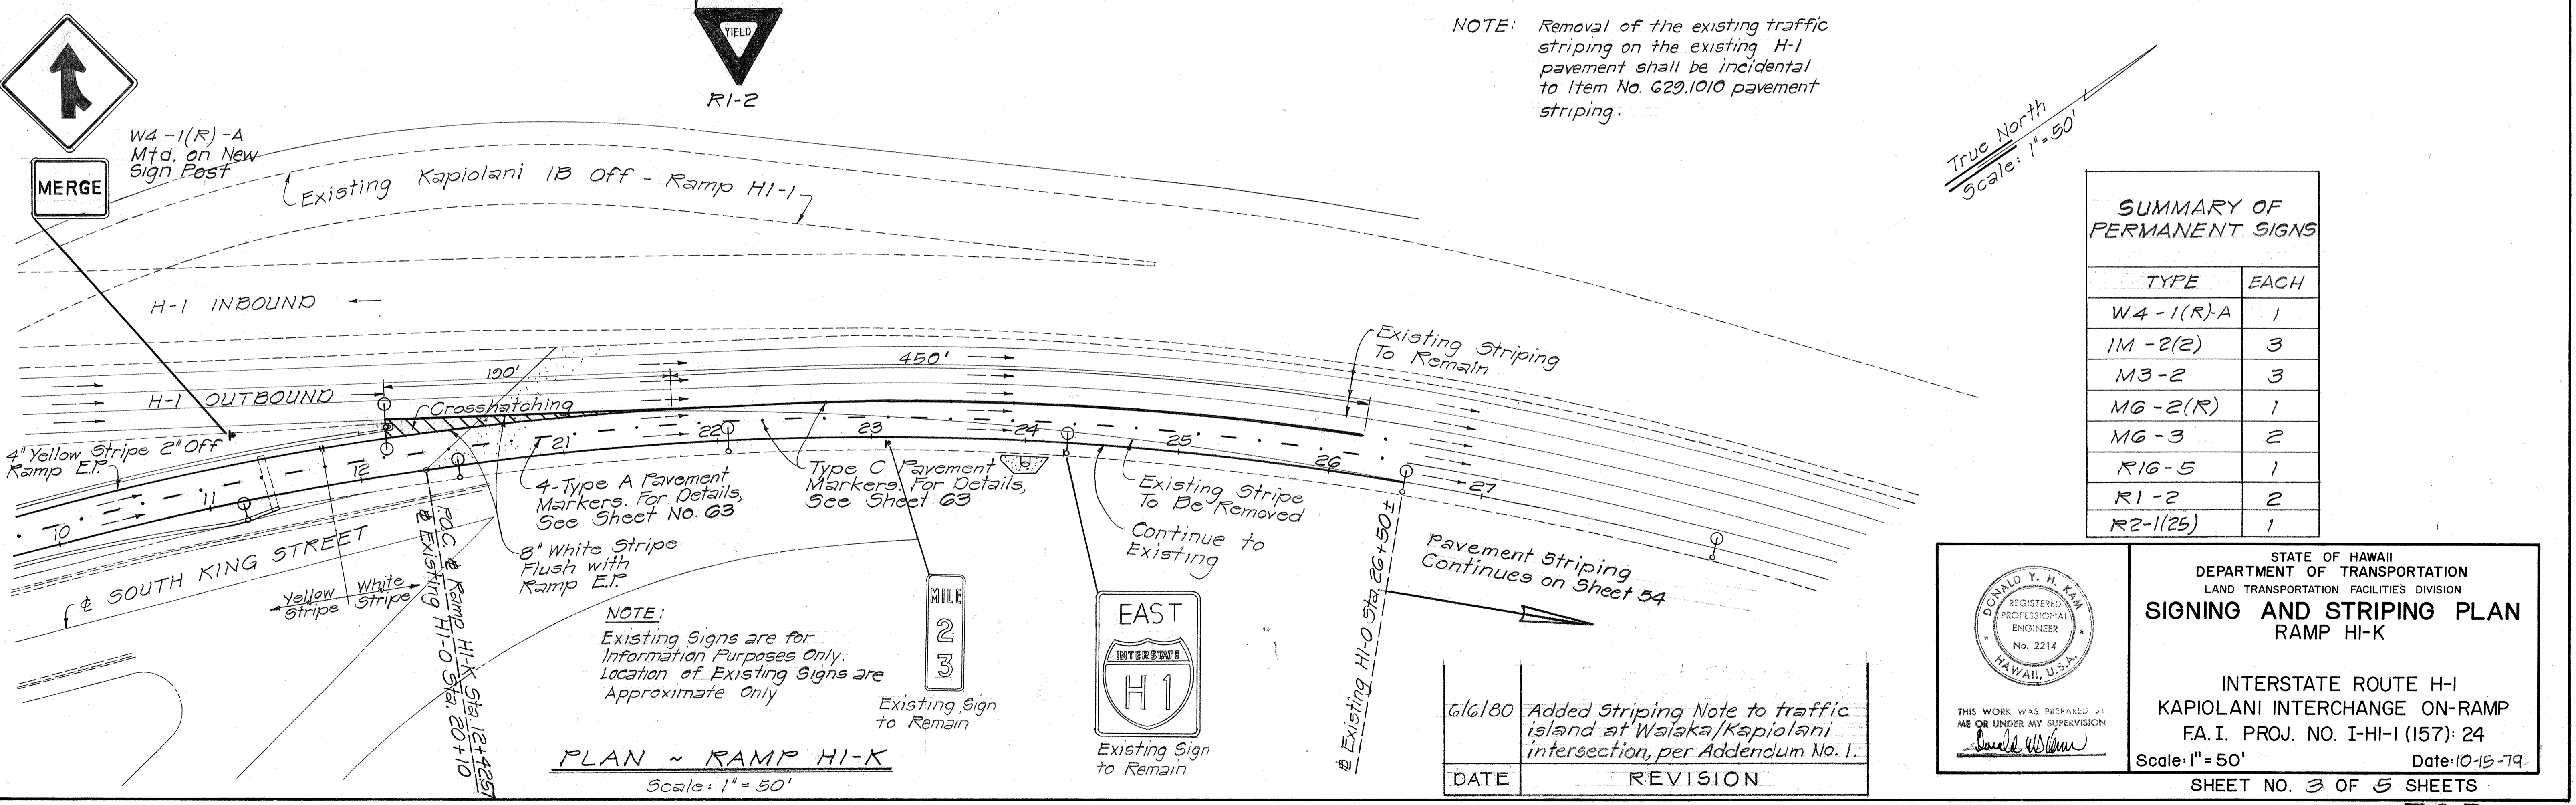 YIELD
R1-2
W4-1(R)-A
Mtd. on New
Sign Post
MERGE
NOTE: Removal of the existing traffic
striping on the existing H-1
pavement shall be incidental
to Item No. 629.1010 pavement
striping.
True North
Scale: 1"=50'
Existing Kapiolani IB Off-Ramp H1-1
H-1 INBOUND
H-1 OUTBOUND
190'
450'
Crosshatching
Existing Striping
To Remain
4" Yellow Stripe 2" Off
Ramp E.P.
10
11
12
21
22
23
24
25
26
27
4-Type A Pavement
Markers. For Details,
See Sheet No. 63
Type C Pavement
Markers. For Details,
See Sheet 63
Existing Stripe
To Be Removed
Continue to
Existing
8" White Stripe
Flush with
Ramp E.P.
℄ SOUTH KING STREET
Yellow
Stripe
White
Stripe
P.O.C. ⅊ Ramp H1-K Sta. 12+42.57
⅊ Existing H1-O Sta. 20+10
⅊ Existing H1-O Sta. 26+50±
Pavement Striping
Continues on Sheet 54
NOTE:
Existing Signs are for
Information Purposes Only.
Location of Existing Signs are
Approximate Only
MILE
2
3
Existing Sign
to Remain
EAST
INTERSTATE
H1
Existing Sign
to Remain
PLAN ~ RAMP H1-K
Scale: 1"=50'
SUMMARY OF
PERMANENT SIGNS
TYPE EACH
W4-1(R)-A 1
IM-2(2) 3
M3-2 3
M6-2(R) 1
M6-3 2
R16-5 1
R1-2 2
R2-1(25) 1
6/6/80 Added Striping Note to traffic
island at Waiaka/Kapiolani
intersection, per Addendum No. 1.
DATE REVISION
DONALD Y. H. KAM
REGISTERED
PROFESSIONAL
ENGINEER
No. 2214
HAWAII, U.S.A.
THIS WORK WAS PREPARED BY
ME OR UNDER MY SUPERVISION
STATE OF HAWAII
DEPARTMENT OF TRANSPORTATION
LAND TRANSPORTATION FACILITIES DIVISION
SIGNING AND STRIPING PLAN
RAMP H1-K
INTERSTATE ROUTE H-1
KAPIOLANI INTERCHANGE ON-RAMP
F.A.I. PROJ. NO. I-H1-1 (157): 24
Scale: 1"=50' Date: 10-15-79
SHEET NO. 3 OF 5 SHEETS